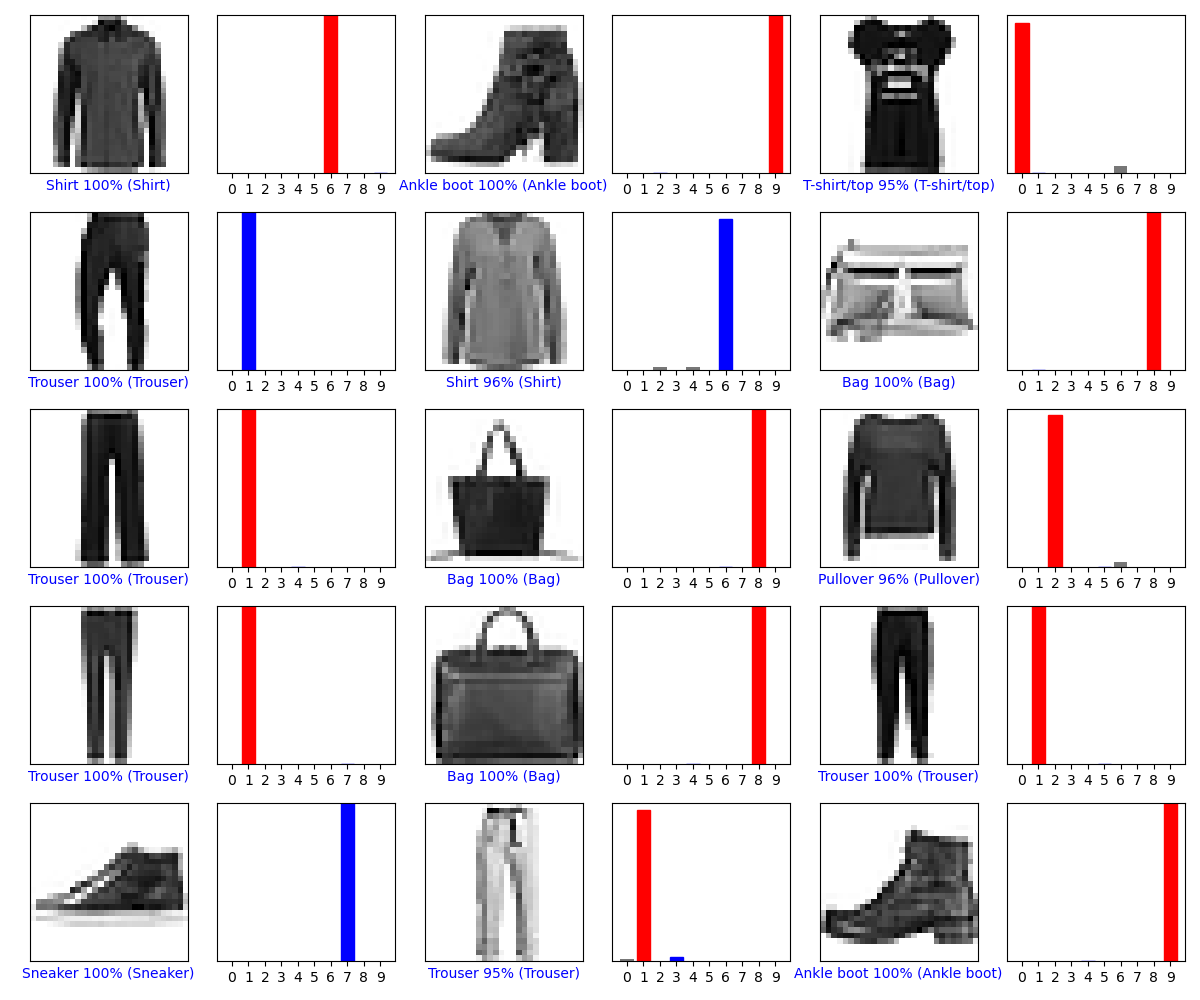 0 1 2 3 4 5 6 7 8 9 0 1 2 3 4 5 6 7 8 9 0 1 2 3 4 5 6 7 8 9
Shirt 100% (Shirt) Ankle boot 100% (Ankle boot) T-shirt/top 95% (T-shirt/top)
0 1 2 3 4 5 6 7 8 9 0 1 2 3 4 5 6 7 8 9 0 1 2 3 4 5 6 7 8 9
Trouser 100% (Trouser) Shirt 96% (Shirt) Bag 100% (Bag)
0 1 2 3 4 5 6 7 8 9 0 1 2 3 4 5 6 7 8 9 0 1 2 3 4 5 6 7 8 9
Trouser 100% (Trouser) Bag 100% (Bag) Pullover 96% (Pullover)
0 1 2 3 4 5 6 7 8 9 0 1 2 3 4 5 6 7 8 9 0 1 2 3 4 5 6 7 8 9
Trouser 100% (Trouser) Bag 100% (Bag) Trouser 100% (Trouser)
0 1 2 3 4 5 6 7 8 9 0 1 2 3 4 5 6 7 8 9 0 1 2 3 4 5 6 7 8 9
Sneaker 100% (Sneaker) Trouser 95% (Trouser) Ankle boot 100% (Ankle boot)